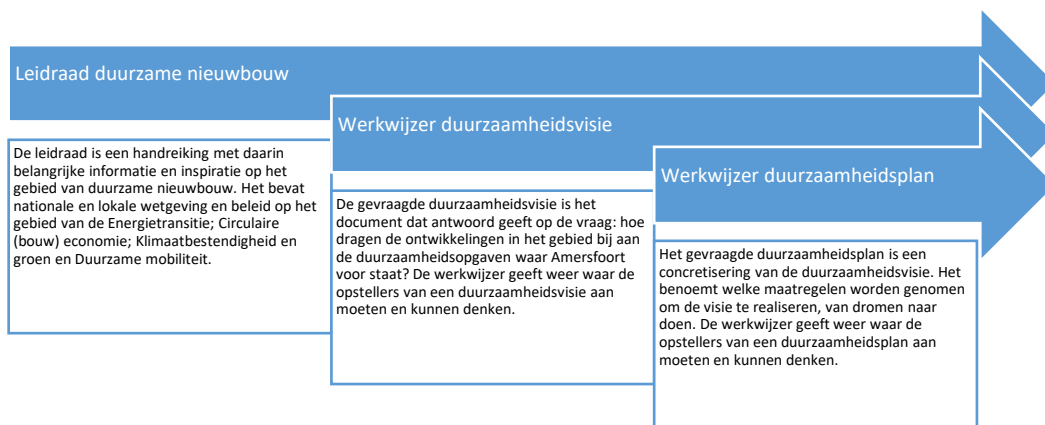 Leidraad duurzame nieuwbouw
De leidraad is een handreiking met daarin
belangrijke informatie en inspiratie op het
gebied van duurzame nieuwbouw. Het bevat
nationale en lokale wetgeving en beleid op het
gebied van de Energietransitie; Circulaire
(bouw) economie; Klimaatbestendigheid en
groen en Duurzame mobiliteit.
Werkwijzer duurzaamheidsvisie
De gevraagde duurzaamheidsvisie is het
document dat antwoord geeft op de vraag: hoe
dragen de ontwikkelingen in het gebied bij aan
de duurzaamheidsopgaven waar Amersfoort
voor staat? De werkwijzer geeft weer waar de
opstellers van een duurzaamheidsvisie aan
moeten en kunnen denken.
Werkwijzer duurzaamheidsplan
Het gevraagde duurzaamheidsplan is een
concretisering van de duurzaamheidsvisie. Het
benoemt welke maatregelen worden genomen
om de visie te realiseren, van dromen naar
doen. De werkwijzer geeft weer waar de
opstellers van een duurzaamheidsplan aan
moeten en kunnen denken.